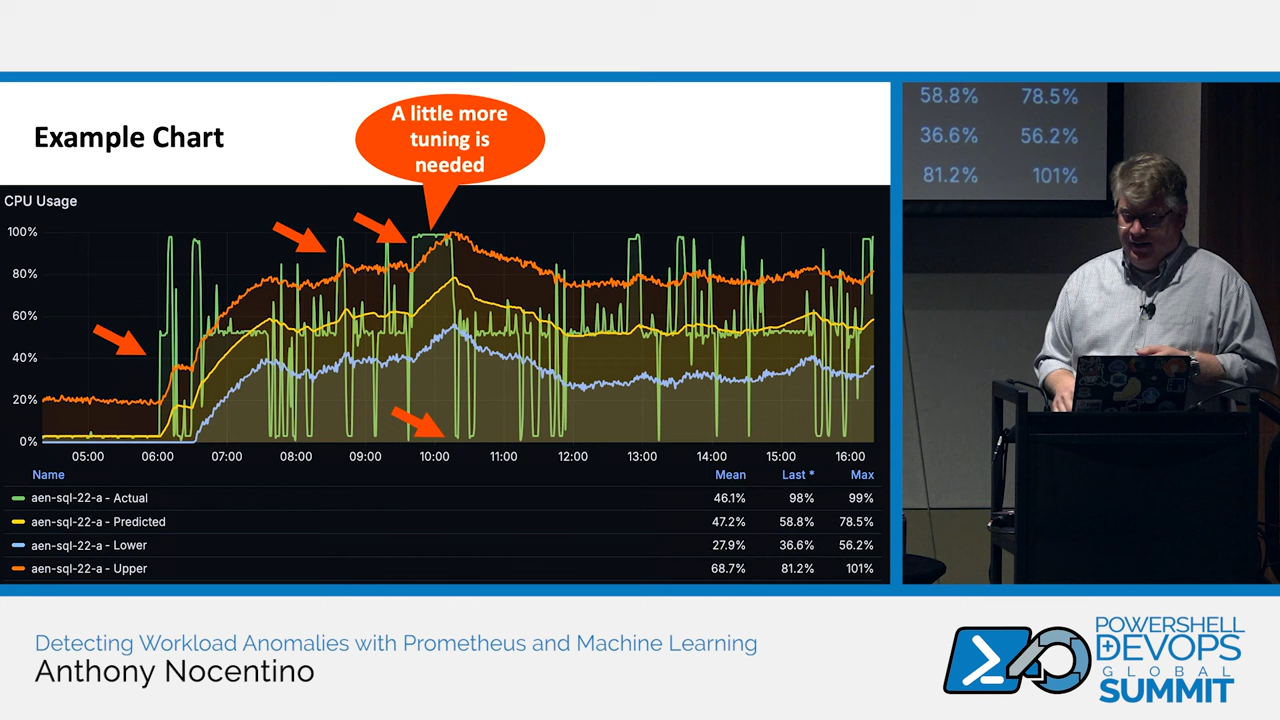 Example Chart
A little more
tuning is
needed
CPU Usage
100%
80%
60%
40%
20%
0%
05:00 06:00 07:00 08:00 09:00 10:00 11:00 12:00 13:00 14:00 15:00 16:00
Name Mean Last * Max
aen-sql-22-a - Actual 46.1% 98% 99%
aen-sql-22-a - Predicted 47.2% 58.8% 78.5%
aen-sql-22-a - Lower 27.9% 36.6% 56.2%
aen-sql-22-a - Upper 68.7% 81.2% 101%
58.8% 78.5%
36.6% 56.2%
81.2% 101%
Detecting Workload Anomalies with Prometheus and Machine Learning
Anthony Nocentino
POWERSHELL
DEVOPS
GLOBAL
SUMMIT